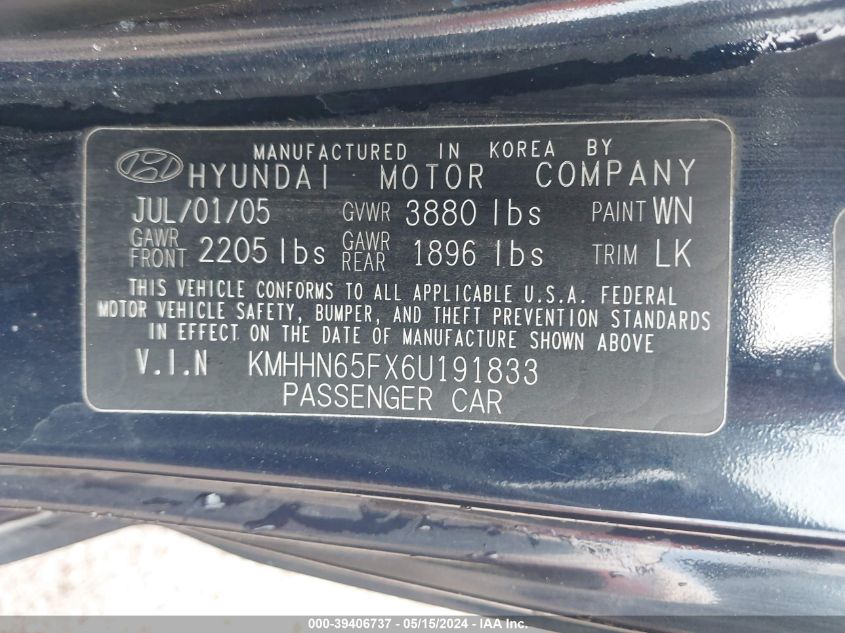 MANUFACTURED IN KOREA BY
HYUNDAI MOTOR COMPANY
JUL/01/05 GVWR 3880 lbs PAINT WN
GAWR FRONT 2205 lbs GAWR REAR 1896 lbs TRIM LK
THIS VEHICLE CONFORMS TO ALL APPLICABLE U.S.A. FEDERAL
MOTOR VEHICLE SAFETY, BUMPER, AND THEFT PREVENTION STANDARDS
IN EFFECT ON THE DATE OF MANUFACTURE SHOWN ABOVE
V.I.N KMHHN65FX6U191833
PASSENGER CAR
000-39406737 - 05/15/2024 - IAA Inc.